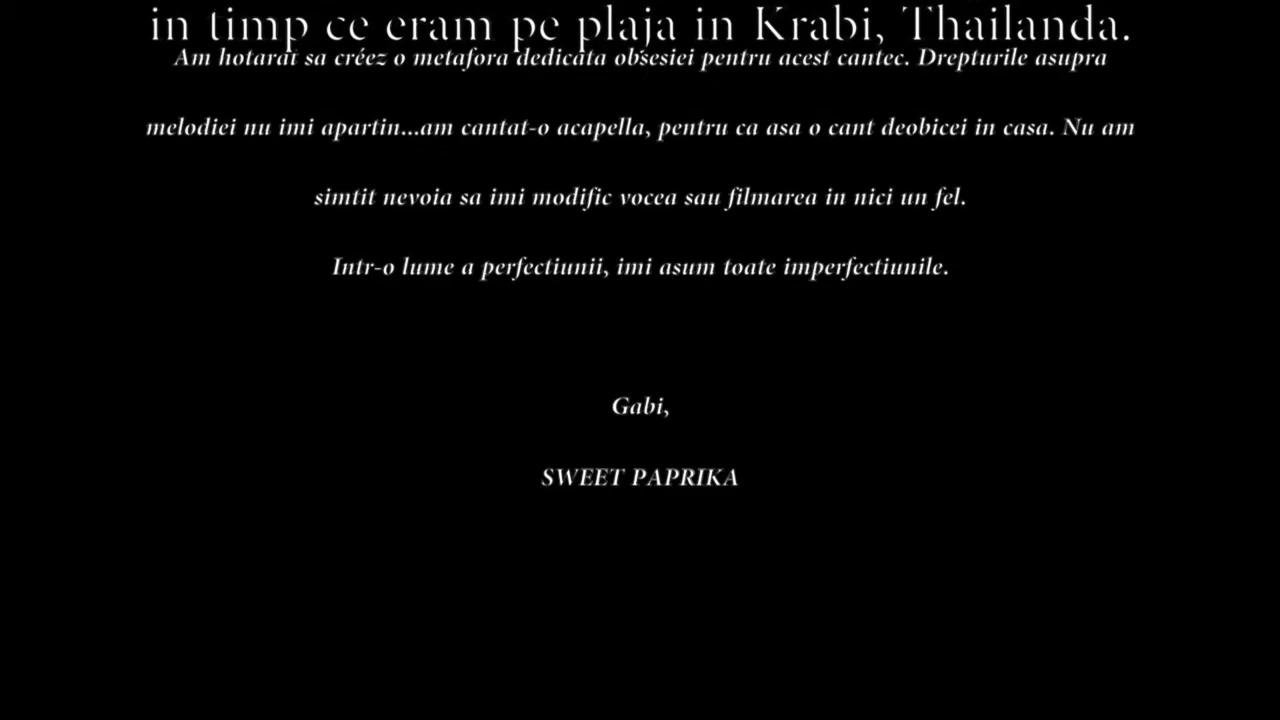 in timp ce eram pe plaja in Krabi, Thailanda.
Am hotarat sa créez o metafora dedicata obsesiei pentru acest cantec. Drepturile asupra
melodiei nu imi apartin...am cantat-o acapella, pentru ca asa o cant deobicei in casa. Nu am
simtit nevoia sa imi modific vocea sau filmarea in nici un fel.
Intr-o lume a perfectiunii, imi asum toate imperfectiunile.
Gabi,
SWEET PAPRIKA